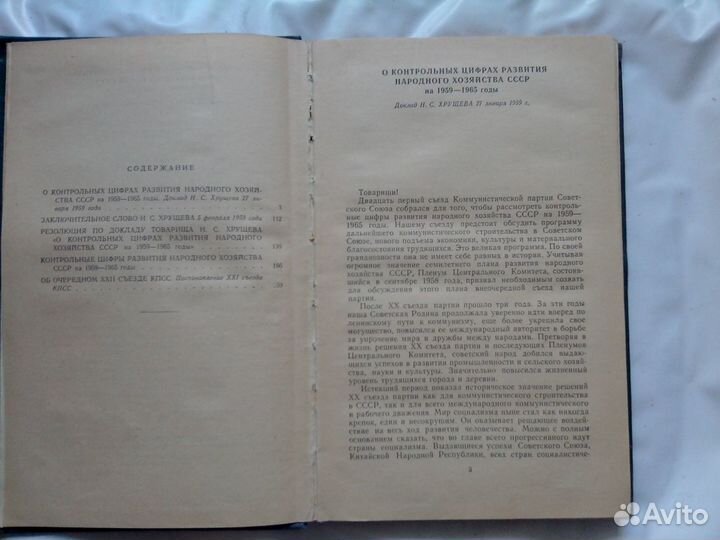 СОДЕРЖАНИЕ
О КОНТРОЛЬНЫХ ЦИФРАХ РАЗВИТИЯ НАРОДНОГО ХОЗЯЙ-
СТВА СССР на 1959—1965 годы. Доклад Н. С. Хрущева 27 ян-
варя 1959 года . . . 3
ЗАКЛЮЧИТЕЛЬНОЕ СЛОВО Н. С. ХРУЩЕВА 5 февраля 1959 года 112
РЕЗОЛЮЦИЯ ПО ДОКЛАДУ ТОВАРИЩА Н. С. ХРУЩЕВА
«О КОНТРОЛЬНЫХ ЦИФРАХ РАЗВИТИЯ НАРОДНОГО
ХОЗЯЙСТВА СССР на 1959—1965 годы» . . .
КОНТРОЛЬНЫЕ ЦИФРЫ РАЗВИТИЯ НАРОДНОГО ХОЗЯЙСТВА
СССР на 1959—1965 годы . . .
ОБ ОЧЕРЕДНОМ XXII СЪЕЗДЕ КПСС. Постановление XXI съезда
КПСС . . .
О КОНТРОЛЬНЫХ ЦИФРАХ РАЗВИТИЯ
НАРОДНОГО ХОЗЯЙСТВА СССР
на 1959—1965 годы
Доклад Н. С. ХРУЩЕВА 27 января 1959 г.
Товарищи!
Двадцать первый съезд Коммунистической партии Совет-
ского Союза собрался для того, чтобы рассмотреть контроль-
ные цифры развития народного хозяйства СССР на 1959—
1965 годы. Нашему съезду предстоит обсудить программу
дальнейшего коммунистического строительства в Советском
Союзе, нового подъема экономики, культуры и материального
благосостояния трудящихся. Это великая программа. По своей
грандиозности она не имеет себе равных в истории. Учитывая
огромное значение семилетнего плана развития народного
хозяйства СССР, Пленум Центрального Комитета, состояв-
шийся в сентябре 1958 года, признал необходимым созвать
для обсуждения этого плана внеочередной съезд нашей
партии.
После XX съезда партии прошло три года. За эти годы
наша Советская Родина продолжала уверенно идти вперед по
ленинскому пути к коммунизму, еще более укрепила свое
могущество, повысился ее международный авторитет в борьбе
за упрочение мира и дружбы между народами. Претворяя в
жизнь решения XX съезда партии и последующих Пленумов
Центрального Комитета, советский народ добился выдаю-
щихся успехов в развитии промышленности и сельского хозяй-
ства, науки и культуры. Значительно повысился жизненный
уровень трудящихся города и деревни.
Истекший период показал историческое значение решений
XX съезда партии как для коммунистического строительства
в СССР, так и для всего международного коммунистического
и рабочего движения. Мир социализма ныне стал как никогда
крепок, един и несокрушим. Он оказывает решающее воздей-
ствие на весь ход развития человечества. Можно с полным
основанием сказать, что во главе всего прогрессивного идут
страны социализма. Выдающиеся успехи Советского Союза,
Китайской Народной Республики, всех стран социалистиче-
3
Avito